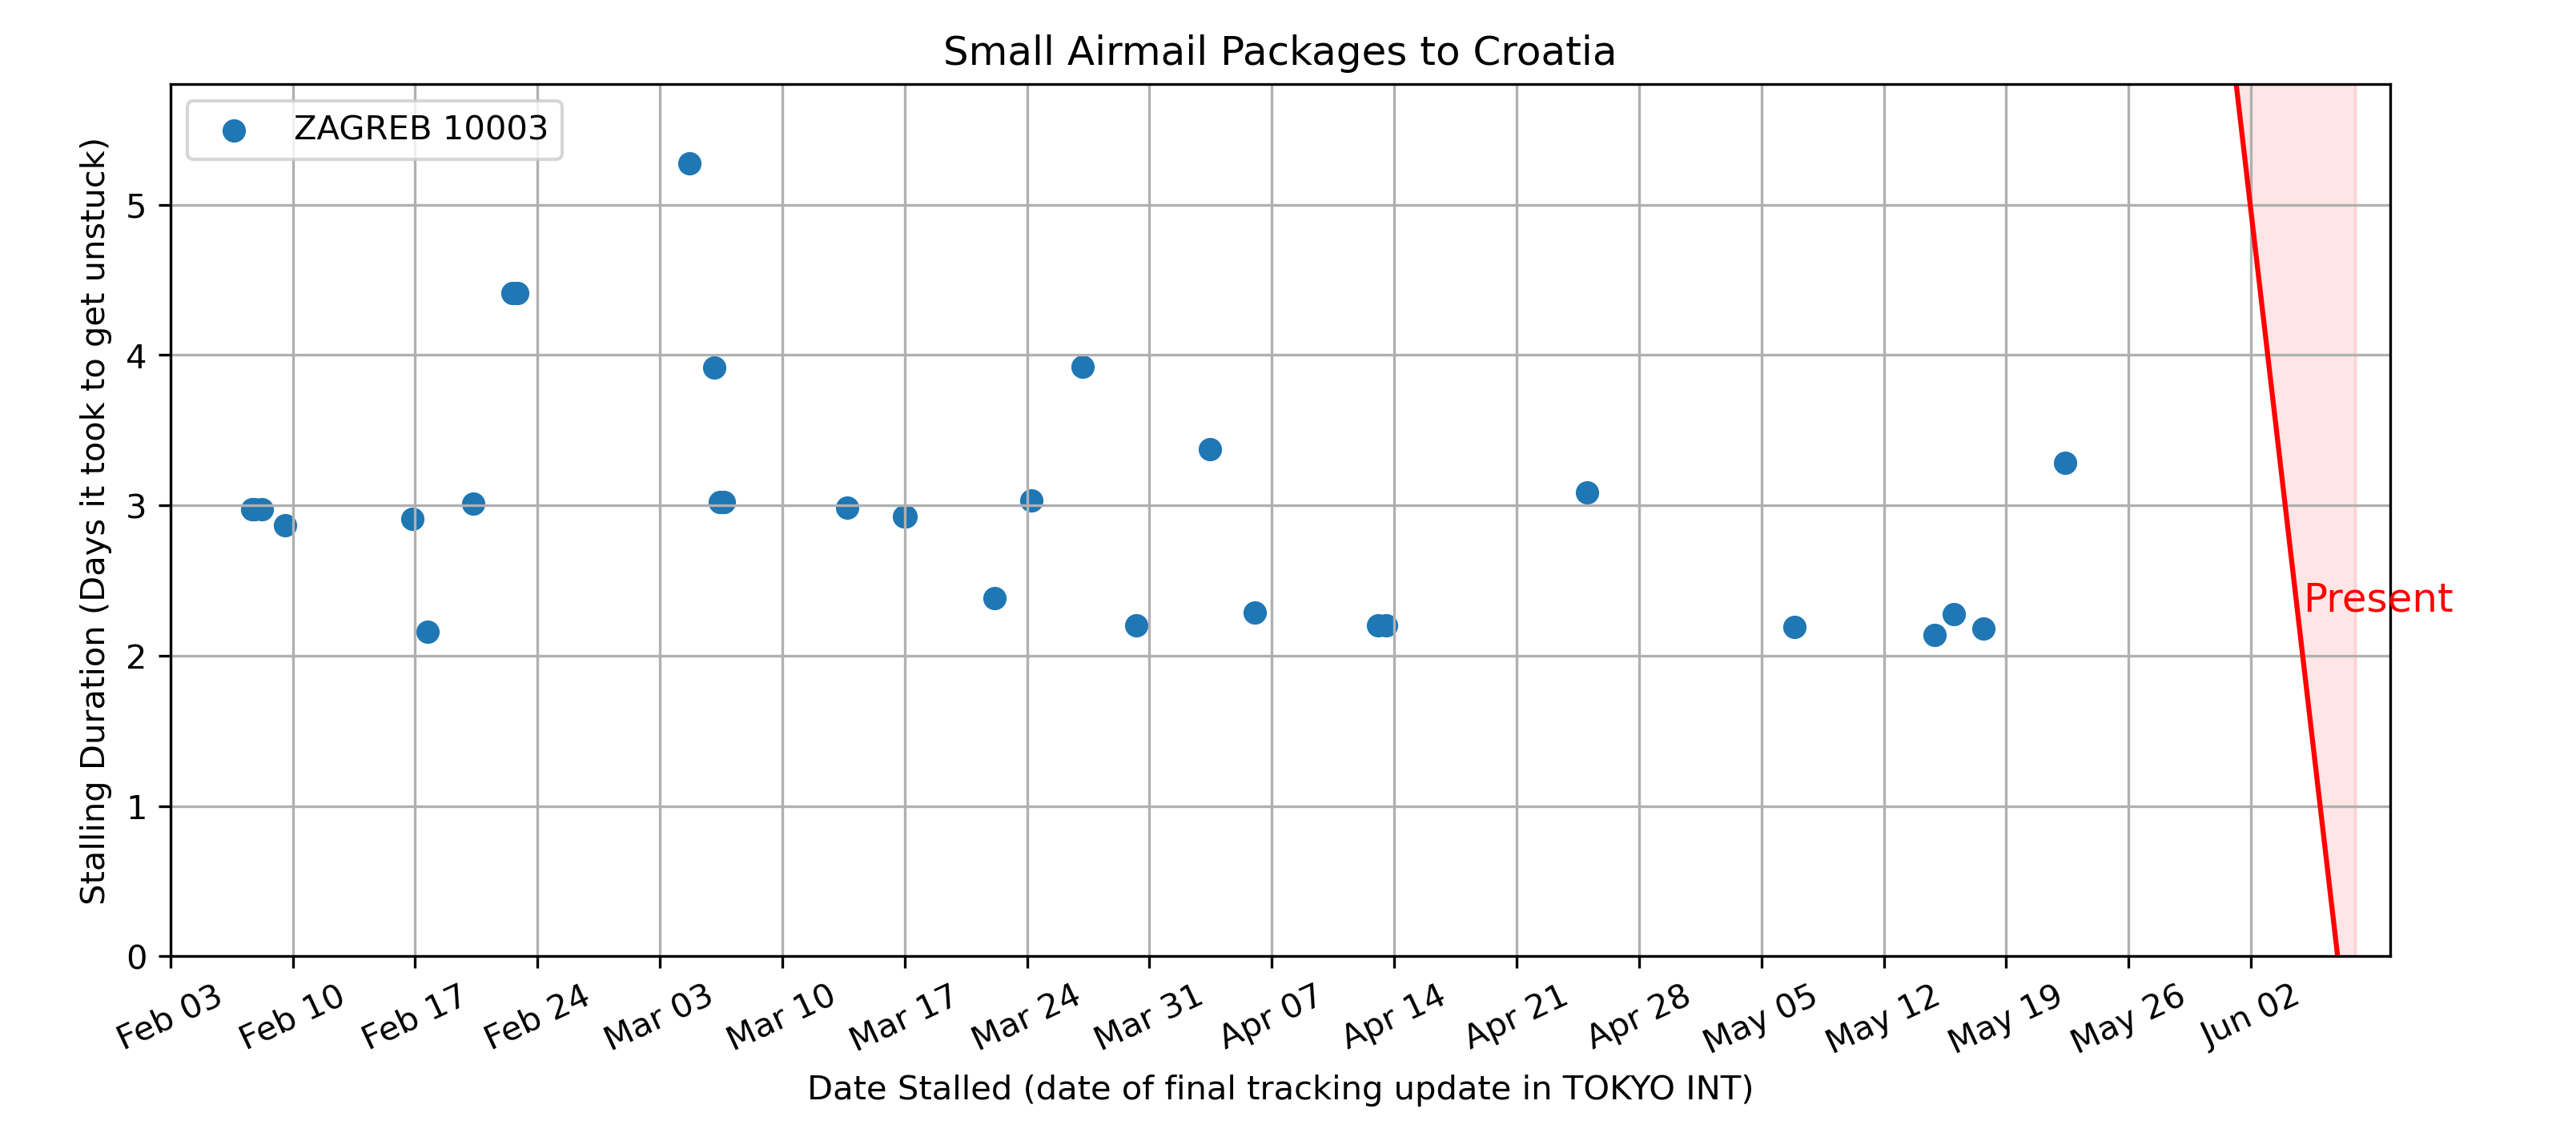 Small Airmail Packages to Croatia
ZAGREB 10003
Stalling Duration (Days it took to get unstuck)
5
4
3
2
1
0
Present
Feb 03
Feb 10
Feb 17
Feb 24
Mar 03
Mar 10
Mar 17
Mar 24
Mar 31
Apr 07
Apr 14
Apr 21
Apr 28
May 05
May 12
May 19
May 26
Jun 02
Date Stalled (date of final tracking update in TOKYO INT)